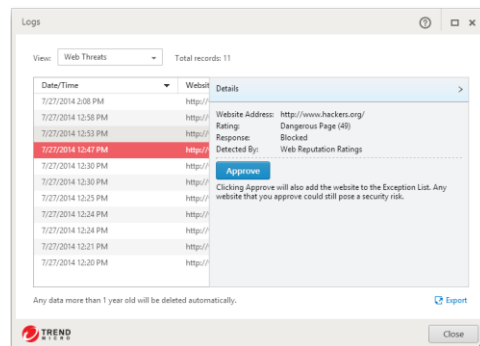 Logs
View: Web Threats Total records: 11
Date/Time Websit
7/27/2014 2:08 PM http://
7/27/2014 12:58 PM http://
7/27/2014 12:53 PM http://
7/27/2014 12:47 PM http://
7/27/2014 12:30 PM http://
7/27/2014 12:30 PM http://
7/27/2014 12:25 PM http://
7/27/2014 12:24 PM http://
7/27/2014 12:24 PM http://
7/27/2014 12:21 PM http://
7/27/2014 12:20 PM http://
Details
Website Address: http://www.hackers.org/
Rating: Dangerous Page (49)
Response: Blocked
Detected By: Web Reputation Ratings
Approve
Clicking Approve will also add the website to the Exception List. Any
website that you approve could still pose a security risk.
Any data more than 1 year old will be deleted automatically.
Export
TREND
MICRO
Close